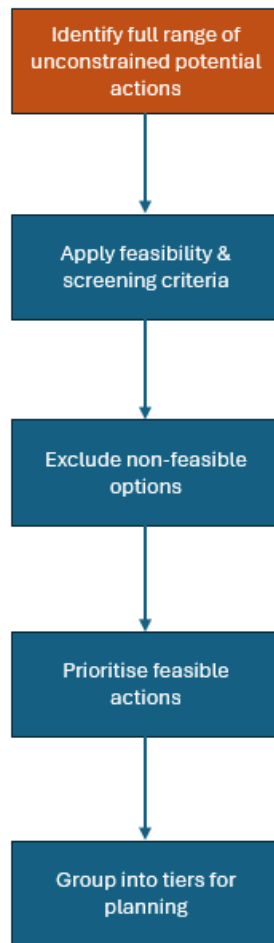 Identify full range of
unconstrained potential
actions
Apply feasibility &
screening criteria
Exclude non-feasible
options
Prioritise feasible
actions
Group into tiers for
planning